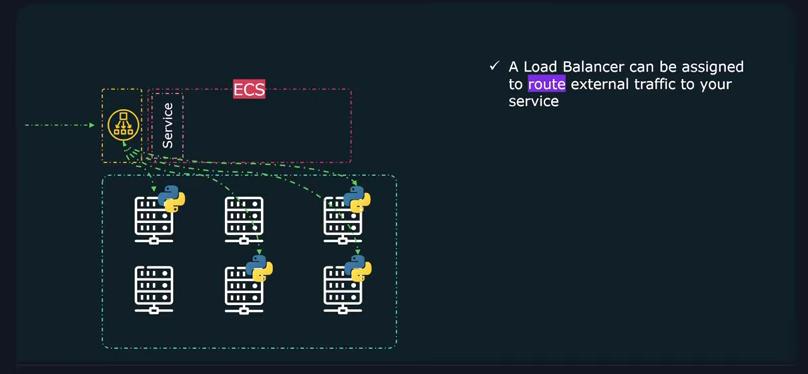 ECS
Service
✓ A Load Balancer can be assigned
to route external traffic to your
service